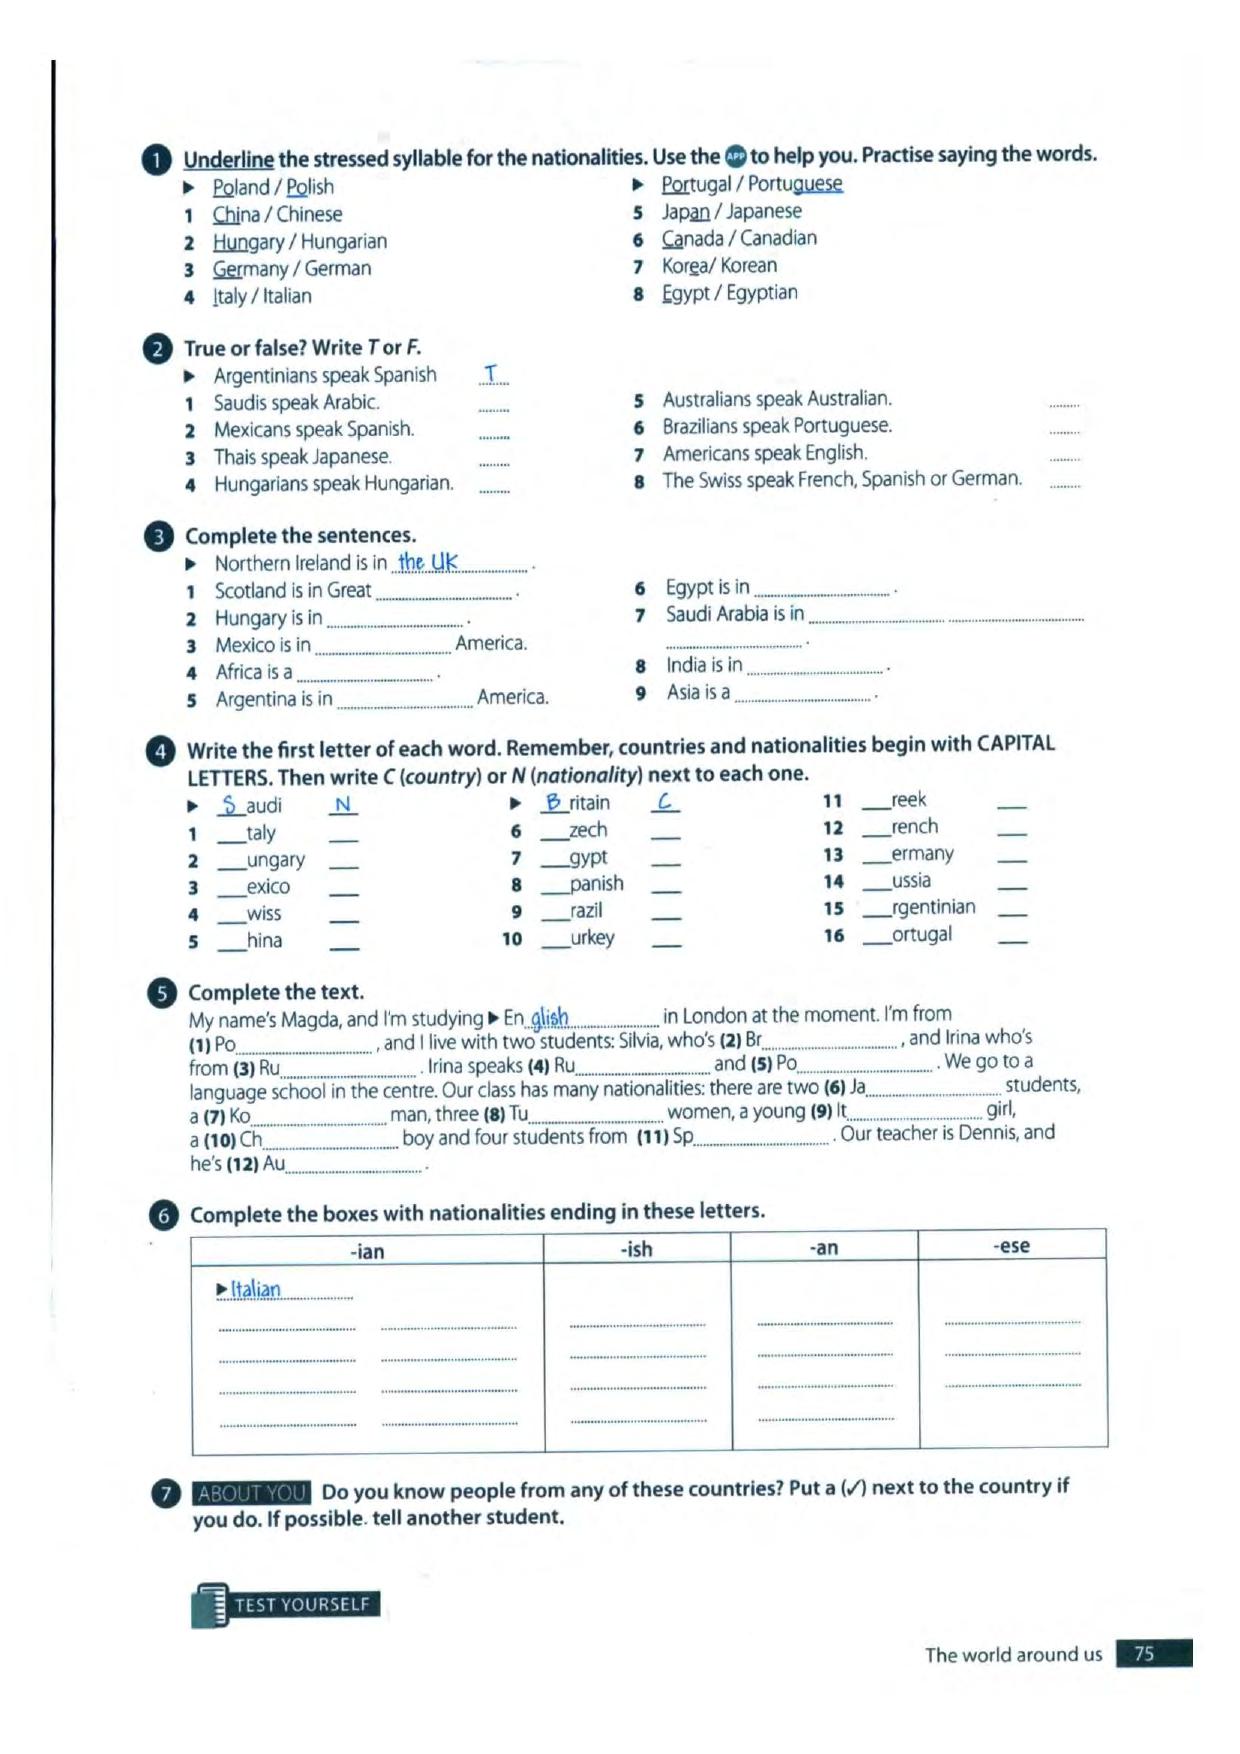 1 Underline the stressed syllable for the nationalities. Use the APP to help you. Practise saying the words.
► Poland / Polish
1 China / Chinese
2 Hungary / Hungarian
3 Germany / German
4 Italy / Italian
► Portugal / Portuguese
5 Japan / Japanese
6 Canada / Canadian
7 Korea/ Korean
8 Egypt / Egyptian
2 True or false? Write T or F.
► Argentinians speak Spanish T
1 Saudis speak Arabic. ........
2 Mexicans speak Spanish. ........
3 Thais speak Japanese. ........
4 Hungarians speak Hungarian. ........
5 Australians speak Australian. ........
6 Brazilians speak Portuguese. ........
7 Americans speak English. ........
8 The Swiss speak French, Spanish or German. ........
3 Complete the sentences.
► Northern Ireland is in the UK .
1 Scotland is in Great ........ .
2 Hungary is in ........ .
3 Mexico is in ........ America.
4 Africa is a ........ .
5 Argentina is in ........ America.
6 Egypt is in ........ .
7 Saudi Arabia is in ........ ........
........ .
8 India is in ........ .
9 Asia is a ........ .
4 Write the first letter of each word. Remember, countries and nationalities begin with CAPITAL
LETTERS. Then write C (country) or N (nationality) next to each one.
► S audi N
1 __taly __
2 __ungary __
3 __exico __
4 __wiss __
5 __hina __
► B ritain C
6 __zech __
7 __gypt __
8 __panish __
9 __razil __
10 __urkey __
11 __reek __
12 __rench __
13 __ermany __
14 __ussia __
15 __rgentinian __
16 __ortugal __
5 Complete the text.
My name's Magda, and I'm studying ► En glish ........ in London at the moment. I'm from
(1) Po ........ , and I live with two students: Silvia, who's (2) Br ........ , and Irina who's
from (3) Ru ........ . Irina speaks (4) Ru ........ and (5) Po ........ . We go to a
language school in the centre. Our class has many nationalities: there are two (6) Ja ........ students,
a (7) Ko ........ man, three (8) Tu ........ women, a young (9) It ........ girl,
a (10) Ch ........ boy and four students from (11) Sp ........ . Our teacher is Dennis, and
he's (12) Au ........ .
6 Complete the boxes with nationalities ending in these letters.
-ian -ish -an -ese
► Italian
7 ABOUT YOU Do you know people from any of these countries? Put a (✓) next to the country if
you do. If possible. tell another student.
TEST YOURSELF
The world around us 75